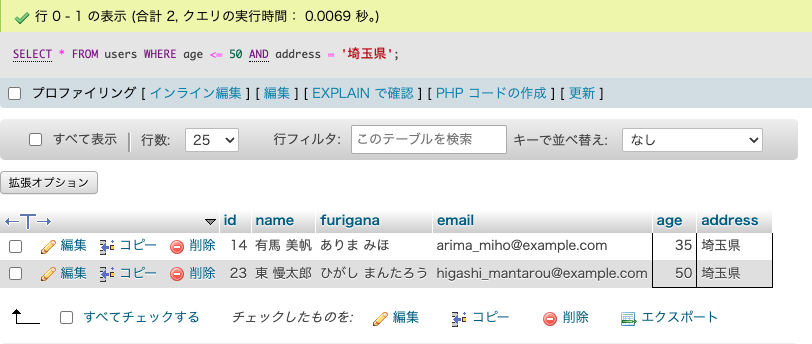 行 0 - 1 の表示 (合計 2, クエリの実行時間： 0.0069 秒。)
SELECT * FROM users WHERE age <= 50 AND address = '埼玉県';
プロファイリング [ インライン編集 ] [ 編集 ] [ EXPLAIN で確認 ] [ PHP コードの作成 ] [ 更新 ]
すべて表示 行数: 25 行フィルタ: このテーブルを検索 キーで並べ替え: なし
拡張オプション
id name furigana email age address
編集 コピー 削除 14 有馬 美帆 ありま みほ arima_miho@example.com 35 埼玉県
編集 コピー 削除 23 東 慢太郎 ひがし まんたろう higashi_mantarou@example.com 50 埼玉県
すべてチェックする チェックしたものを: 編集 コピー 削除 エクスポート